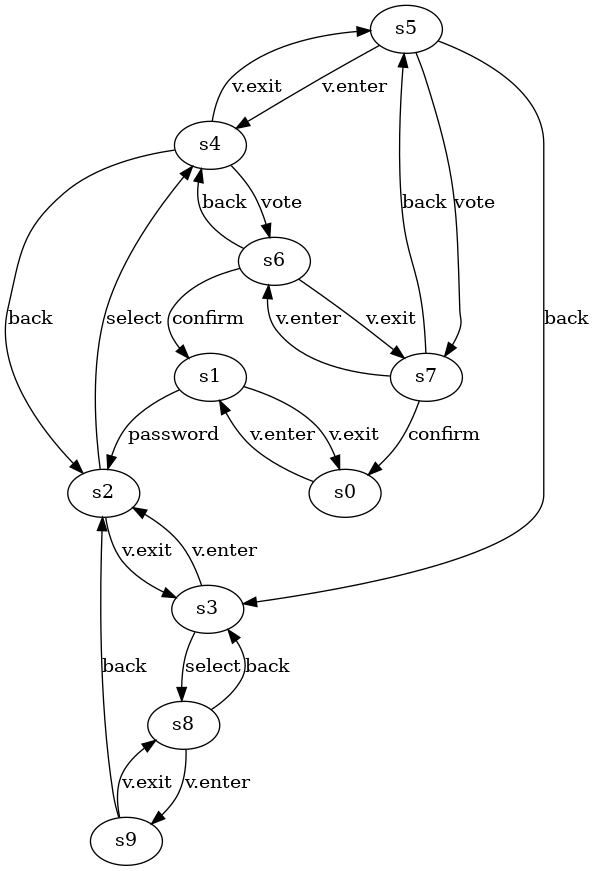 s5
v.exit v.enter
s4
back vote back vote
s6
back select confirm v.enter v.exit back
s1 s7
password v.enter v.exit confirm
s2 s0
v.exit v.enter
s3
back select back
s8
v.exit v.enter
s9